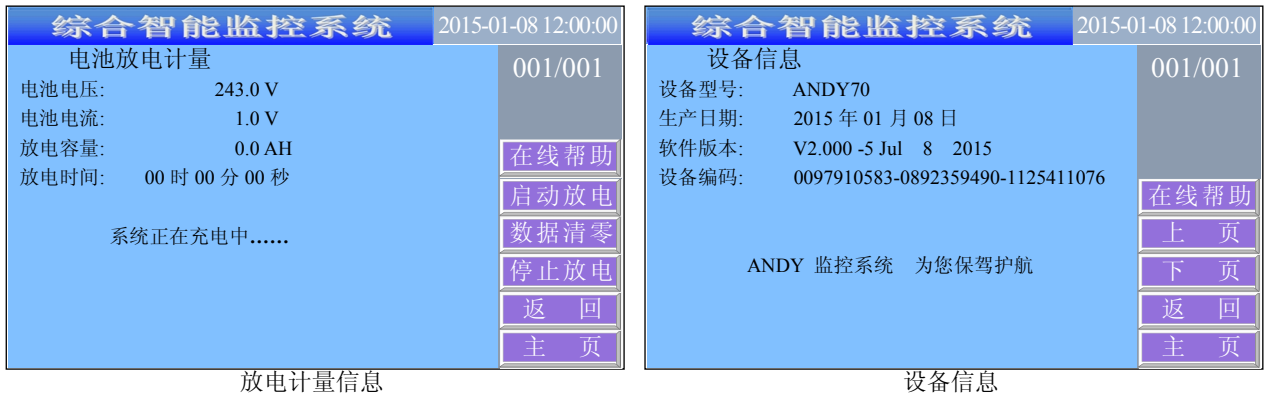 综合智能监控系统 2015-01-08 12:00:00
电池放电计量
001/001
电池电压: 243.0 V
电池电流: 1.0 V
放电容量: 0.0 AH
放电时间: 00 时 00 分 00 秒
系统正在充电中......
在线帮助
启动放电
数据清零
停止放电
返 回
主 页
放电计量信息
综合智能监控系统 2015-01-08 12:00:00
设备信息
001/001
设备型号: ANDY70
生产日期: 2015 年 01 月 08 日
软件版本: V2.000 -5 Jul 8 2015
设备编码: 0097910583-0892359490-1125411076
ANDY 监控系统 为您保驾护航
在线帮助
上 页
下 页
返 回
主 页
设备信息